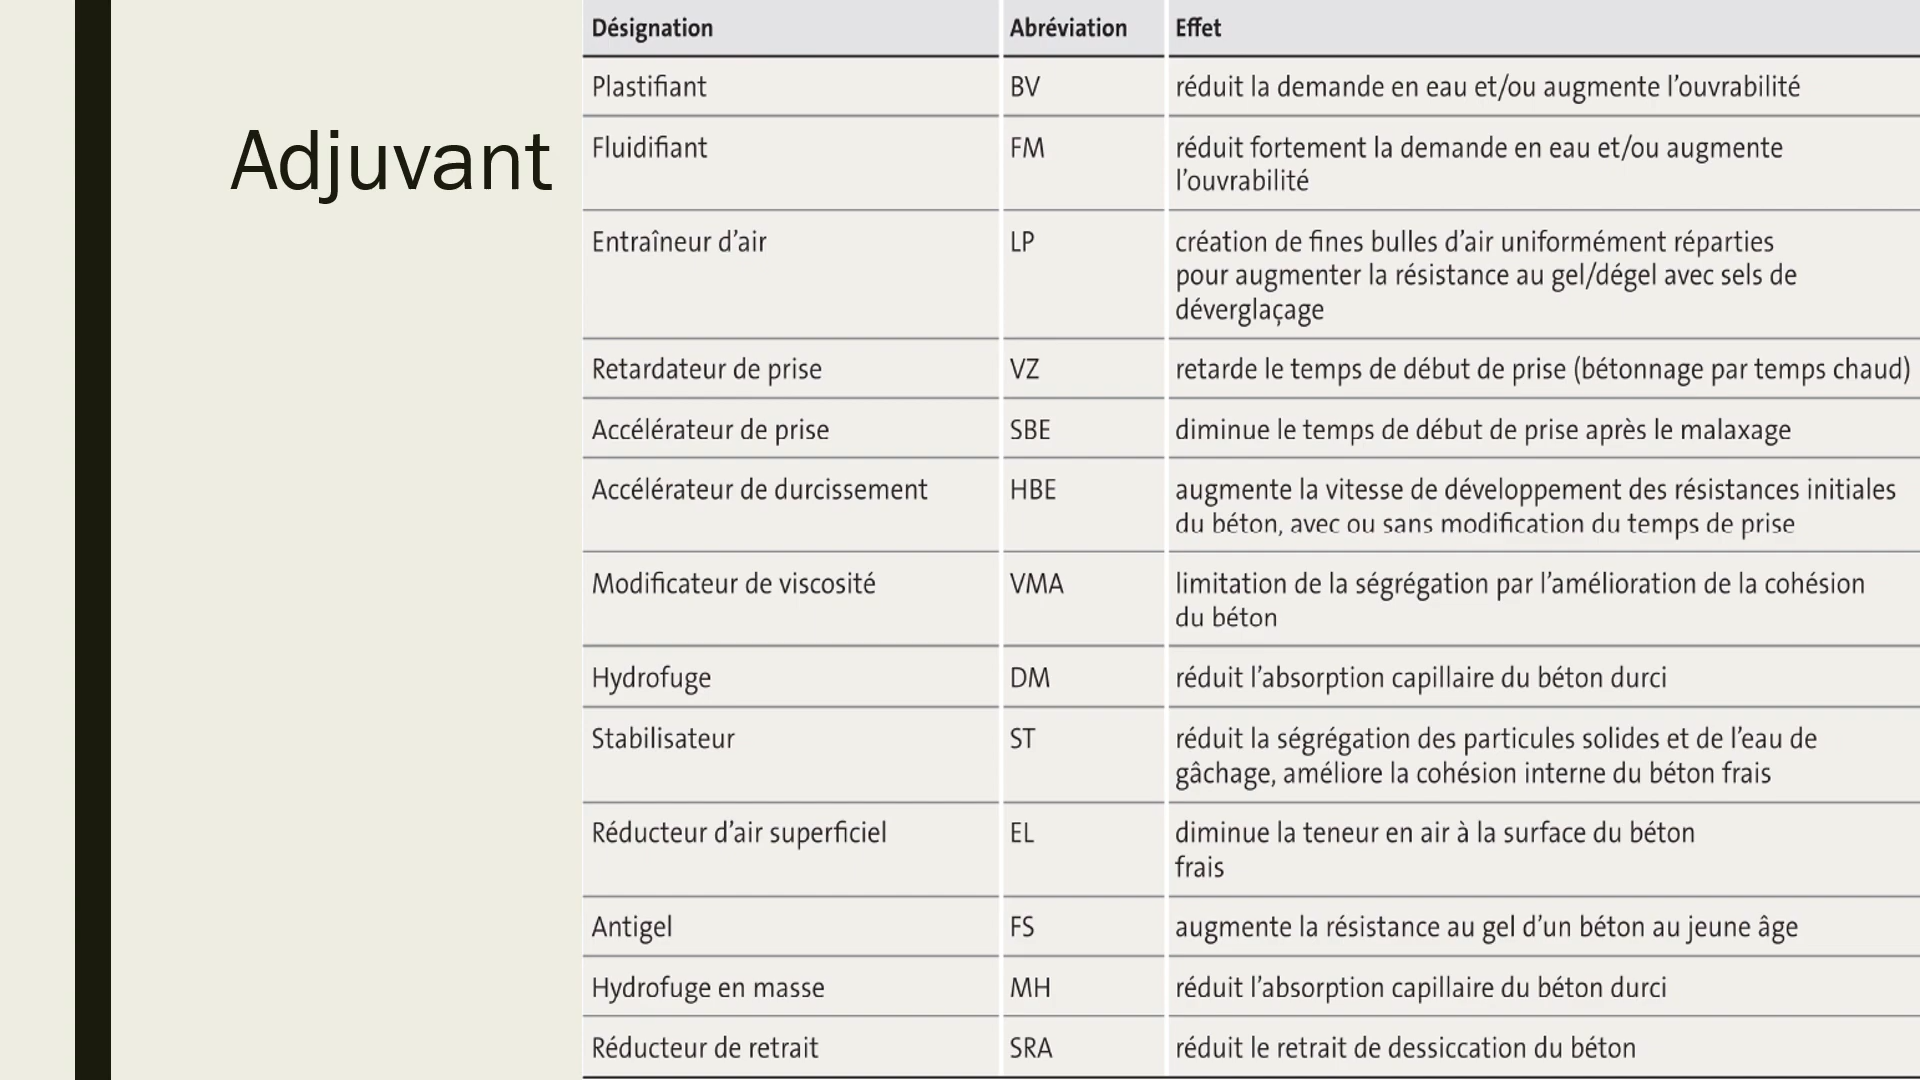 Adjuvant
Désignation Abréviation Effet
Plastifiant BV réduit la demande en eau et/ou augmente l’ouvrabilité
Fluidifiant FM réduit fortement la demande en eau et/ou augmente
l’ouvrabilité
Entraîneur d’air LP création de fines bulles d’air uniformément réparties
pour augmenter la résistance au gel/dégel avec sels de
déverglaçage
Retardateur de prise VZ retarde le temps de début de prise (bétonnage par temps chaud)
Accélérateur de prise SBE diminue le temps de début de prise après le malaxage
Accélérateur de durcissement HBE augmente la vitesse de développement des résistances initiales
du béton, avec ou sans modification du temps de prise
Modificateur de viscosité VMA limitation de la ségrégation par l’amélioration de la cohésion
du béton
Hydrofuge DM réduit l’absorption capillaire du béton durci
Stabilisateur ST réduit la ségrégation des particules solides et de l’eau de
gâchage, améliore la cohésion interne du béton frais
Réducteur d’air superficiel EL diminue la teneur en air à la surface du béton
frais
Antigel FS augmente la résistance au gel d’un béton au jeune âge
Hydrofuge en masse MH réduit l’absorption capillaire du béton durci
Réducteur de retrait SRA réduit le retrait de dessiccation du béton